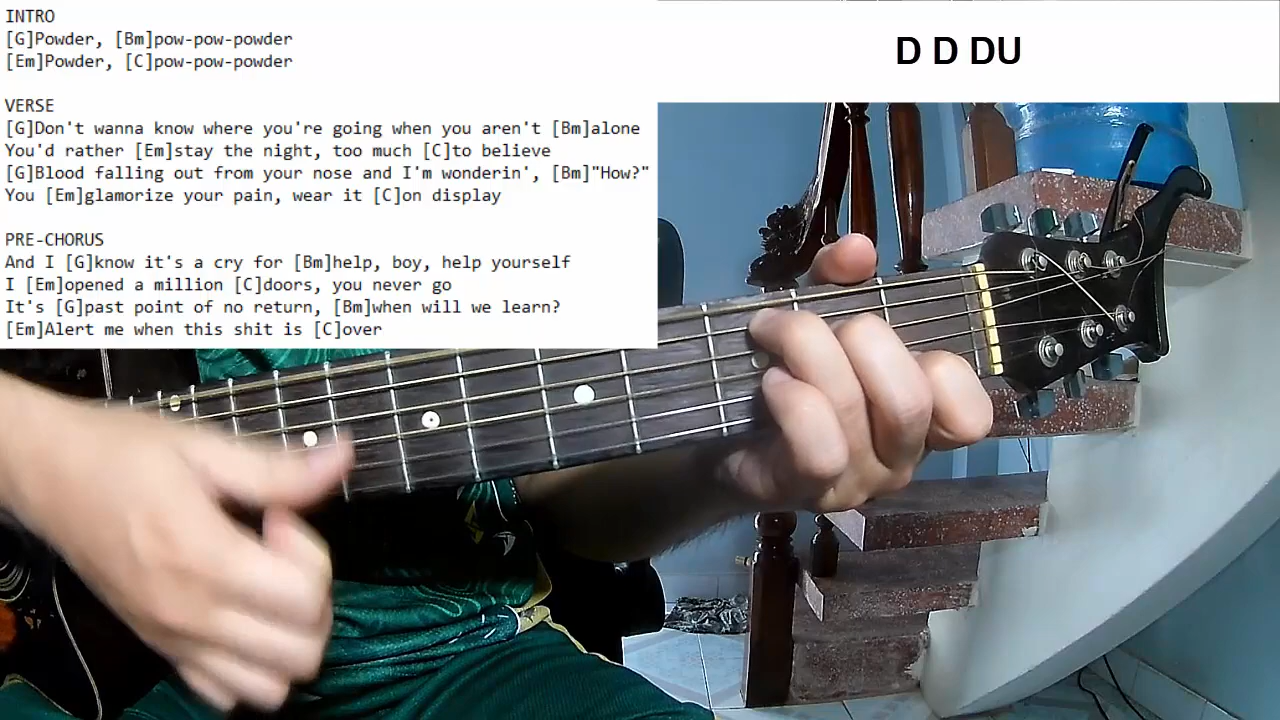 INTRO
[G]Powder, [Bm]pow-pow-powder
[Em]Powder, [C]pow-pow-powder
VERSE
[G]Don't wanna know where you're going when you aren't [Bm]alone
You'd rather [Em]stay the night, too much [C]to believe
[G]Blood falling out from your nose and I'm wonderin', [Bm]"How?"
You [Em]glamorize your pain, wear it [C]on display
PRE-CHORUS
And I [G]know it's a cry for [Bm]help, boy, help yourself
I [Em]opened a million [C]doors, you never go
It's [G]past point of no return, [Bm]when will we learn?
[Em]Alert me when this shit is [C]over
D D DU